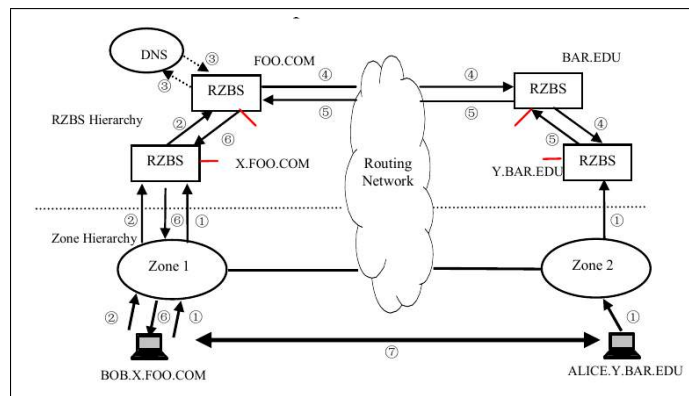 DNS
③
③
FOO.COM
RZBS
④
④
BAR.EDU
RZBS
⑤
⑤
RZBS Hierarchy
②
⑥
⑤
④
RZBS
X.FOO.COM
Routing
Network
Y.BAR.EDU
RZBS
②
⑥
①
①
Zone Hierarchy
Zone 1
Zone 2
②
⑥
①
①
⑦
BOB.X.FOO.COM
ALICE.Y.BAR.EDU